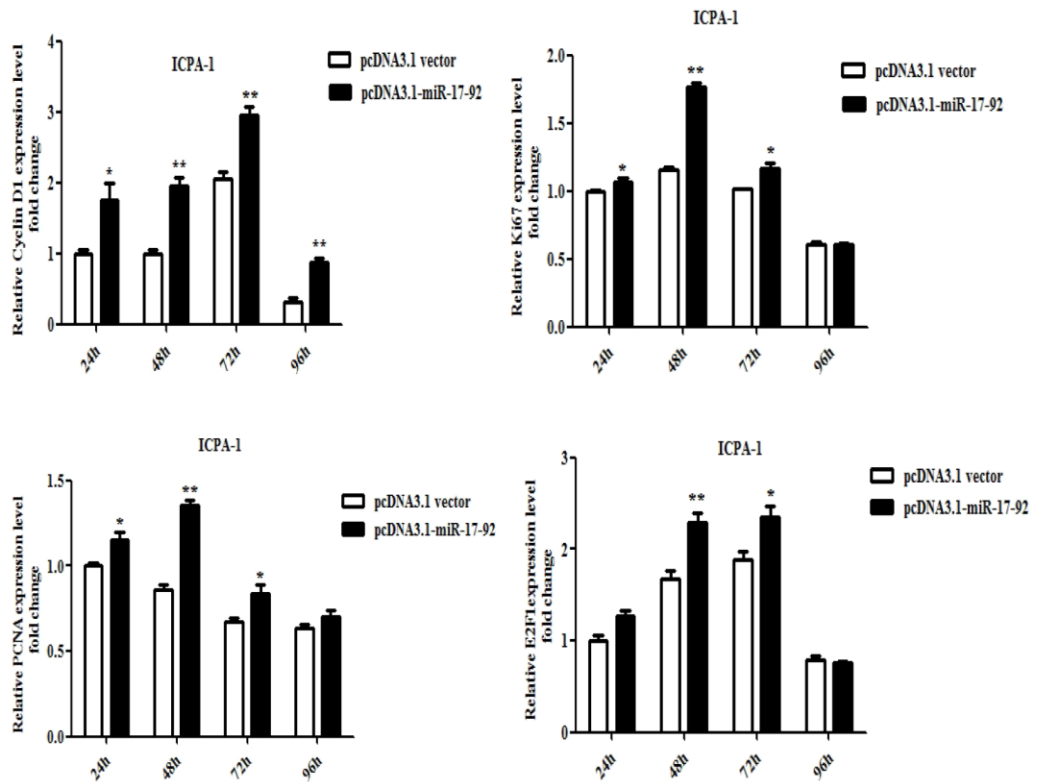 ICPA-1
pcDNA3.1 vector
pcDNA3.1-miR-17-92
Relative Cyclin D1 expression level
fold change
4
3
2
1
0
*
**
**
**
24h
48h
72h
96h
ICPA-1
pcDNA3.1 vector
pcDNA3.1-miR-17-92
Relative Ki67 expression level
fold change
2.0
1.5
1.0
0.5
0.0
*
**
*
24h
48h
72h
96h
ICPA-1
pcDNA3.1 vector
pcDNA3.1-miR-17-92
Relative PCNA expression level
fold change
1.5
1.0
0.5
0.0
*
**
*
24h
48h
72h
96h
ICPA-1
pcDNA3.1 vector
pcDNA3.1-miR-17-92
Relative E2F1expression level
fold change
3
2
1
0
**
*
24h
48h
72h
96h